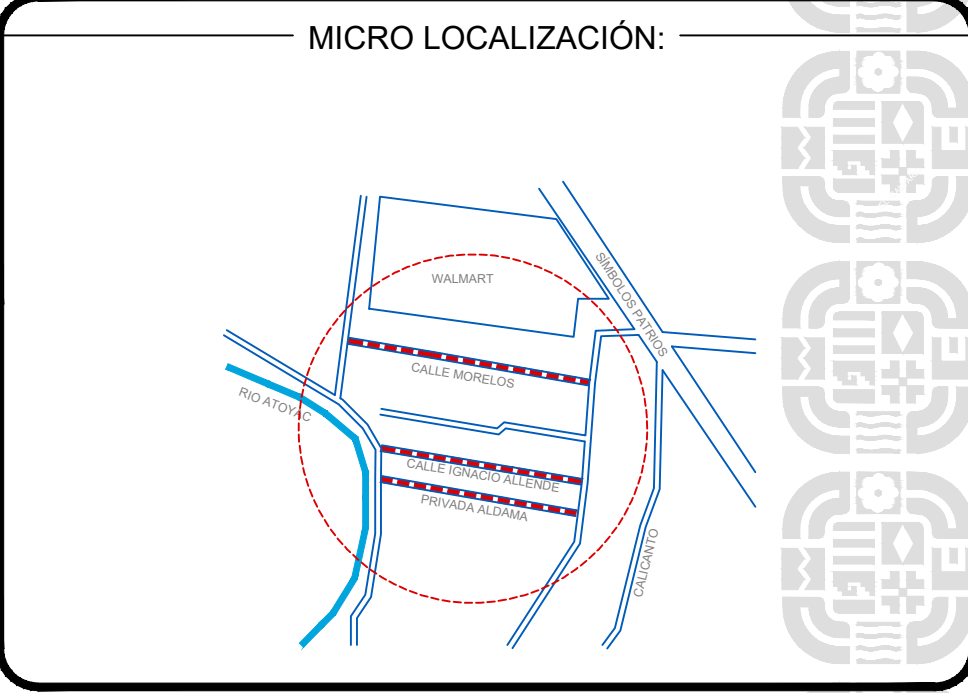 MICRO LOCALIZACIÓN:
WALMART
SIMBOLOS PATRIOS
CALLE MORELOS
RIO ATOYAC
CALLE IGNACIO ALLENDE
PRIVADA ALDAMA
CALICANTO